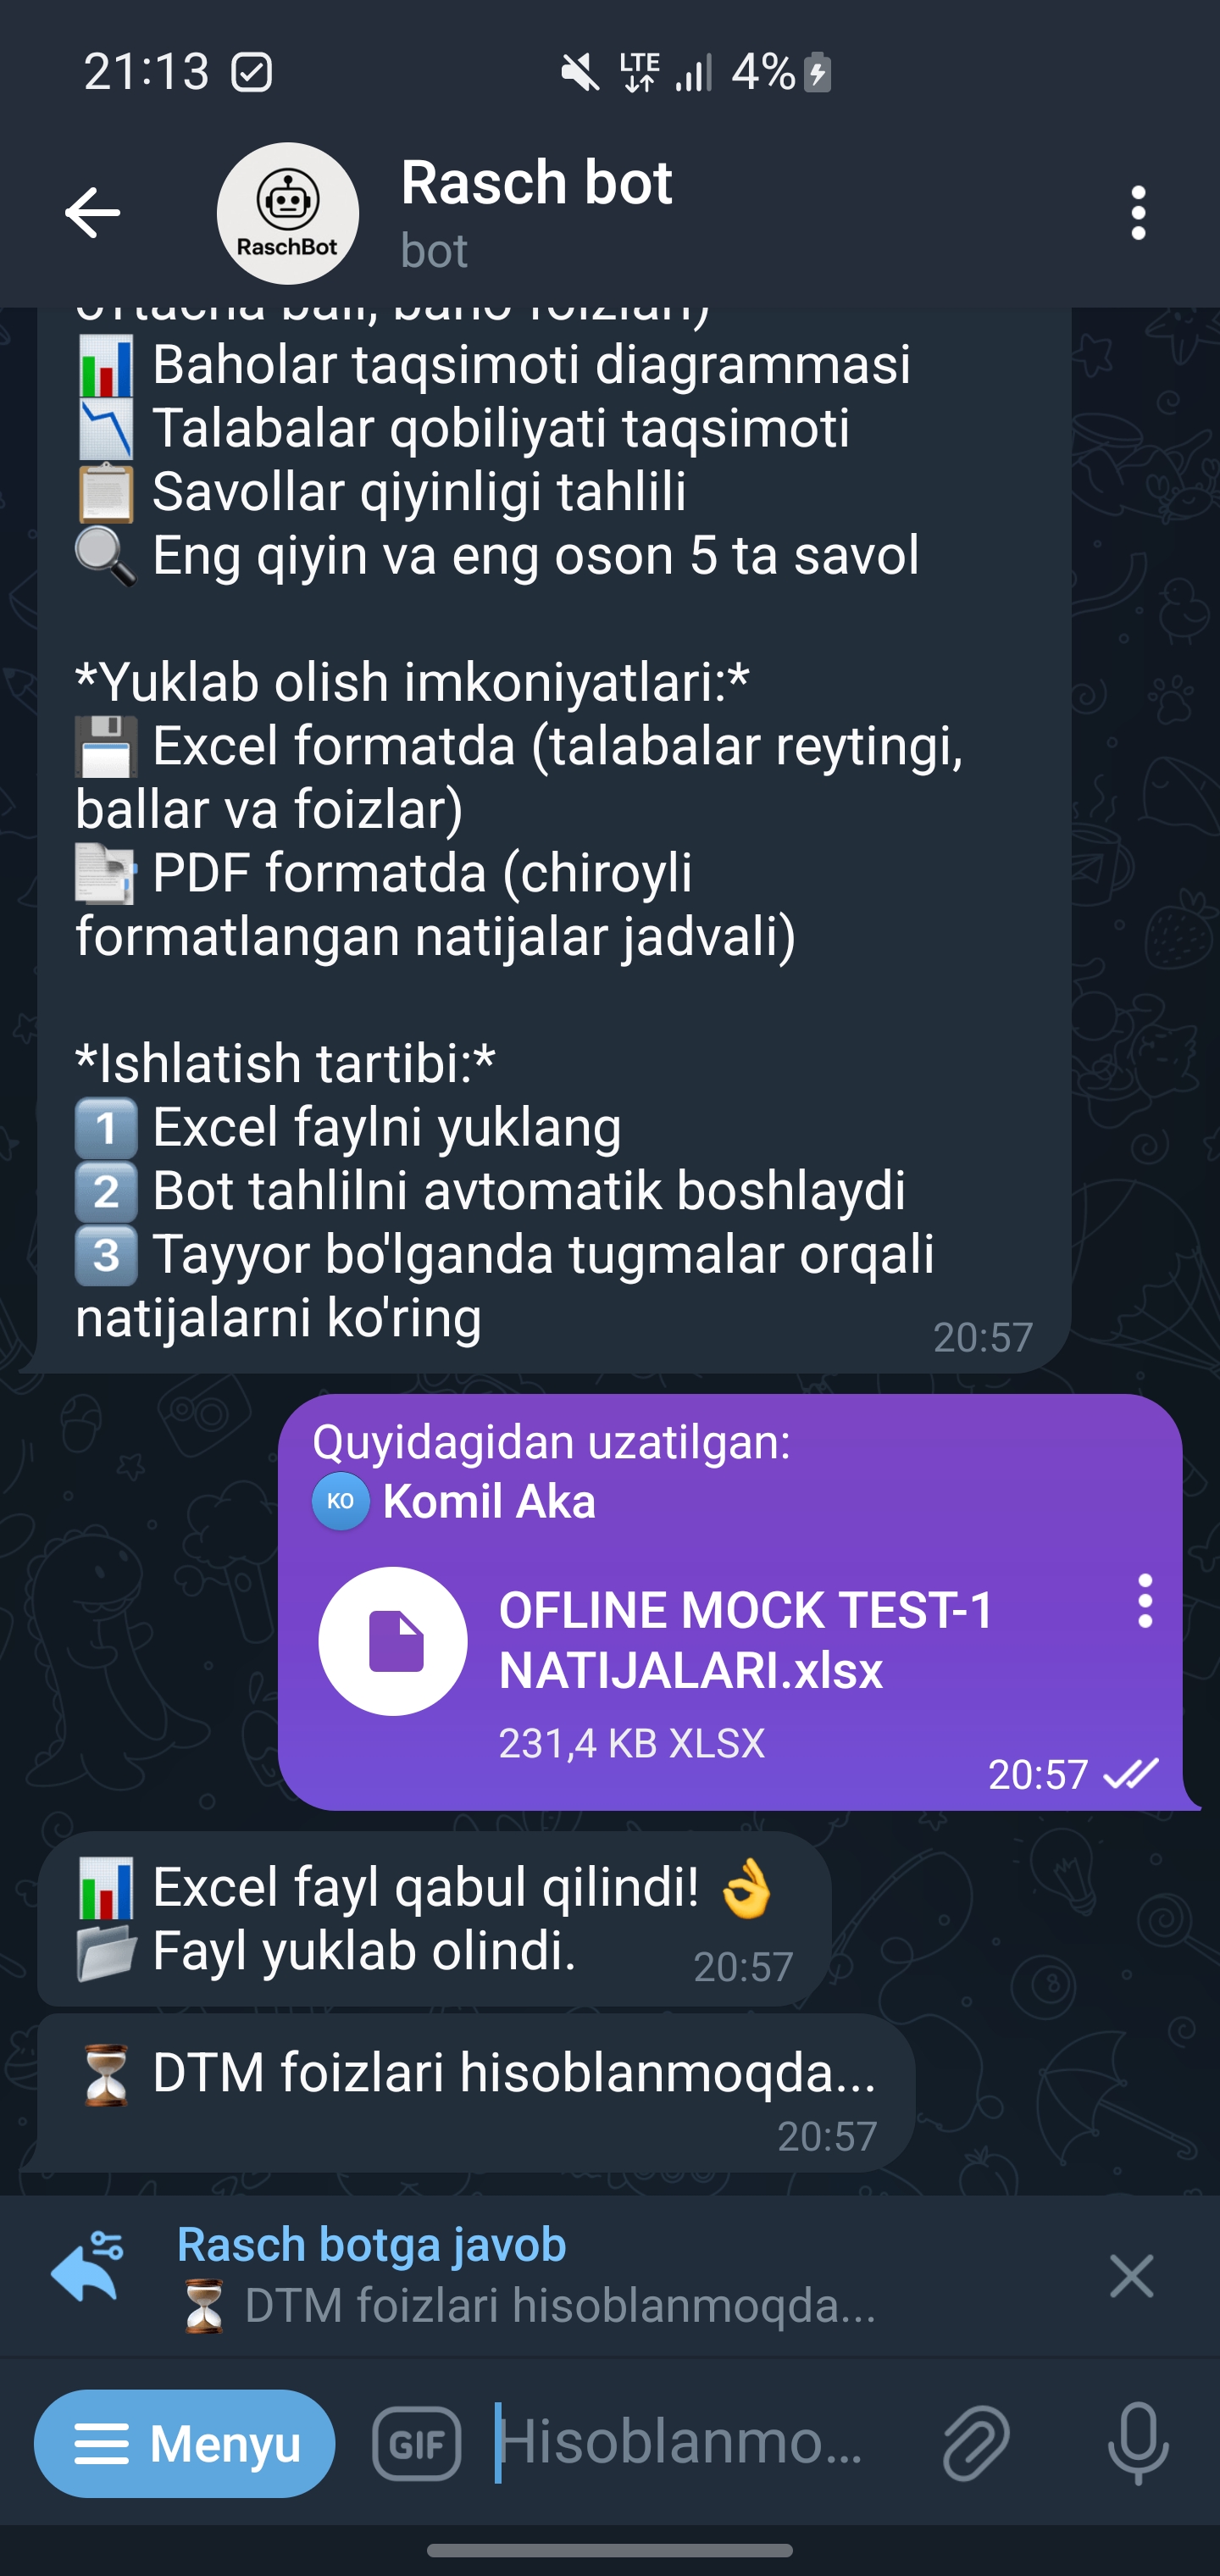 21:13
LTE
4%
RaschBot
Rasch bot
bot
o'rtacha ball, baho foizlari)
Baholar taqsimoti diagrammasi
Talabalar qobiliyati taqsimoti
Savollar qiyinligi tahlili
Eng qiyin va eng oson 5 ta savol
*Yuklab olish imkoniyatlari:*
Excel formatda (talabalar reytingi,
ballar va foizlar)
PDF formatda (chiroyli
formatlangan natijalar jadvali)
*Ishlatish tartibi:*
1 Excel faylni yuklang
2 Bot tahlilni avtomatik boshlaydi
3 Tayyor bo'lganda tugmalar orqali
natijalarni ko'ring
20:57
Quyidagidan uzatilgan:
KO Komil Aka
OFLINE MOCK TEST-1
NATIJALARI.xlsx
231,4 KB XLSX
20:57
Excel fayl qabul qilindi! 👌
Fayl yuklab olindi.
20:57
DTM foizlari hisoblanmoqda...
20:57
Rasch botga javob
DTM foizlari hisoblanmoqda...
Menyu
GIF
Hisoblanmo...